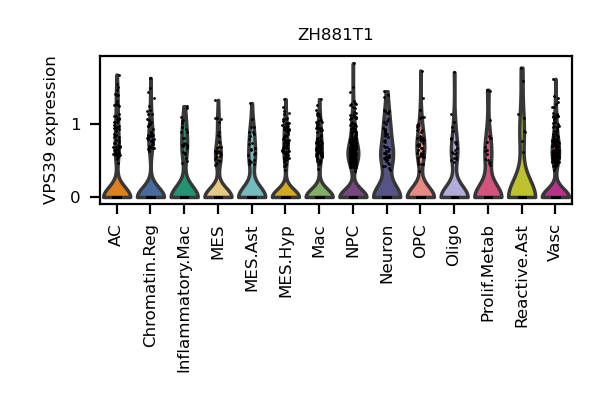 ZH881T1
VPS39 expression
1
0
AC
Chromatin.Reg
Inflammatory.Mac
MES
MES.Ast
MES.Hyp
Mac
NPC
Neuron
OPC
Oligo
Prolif.Metab
Reactive.Ast
Vasc